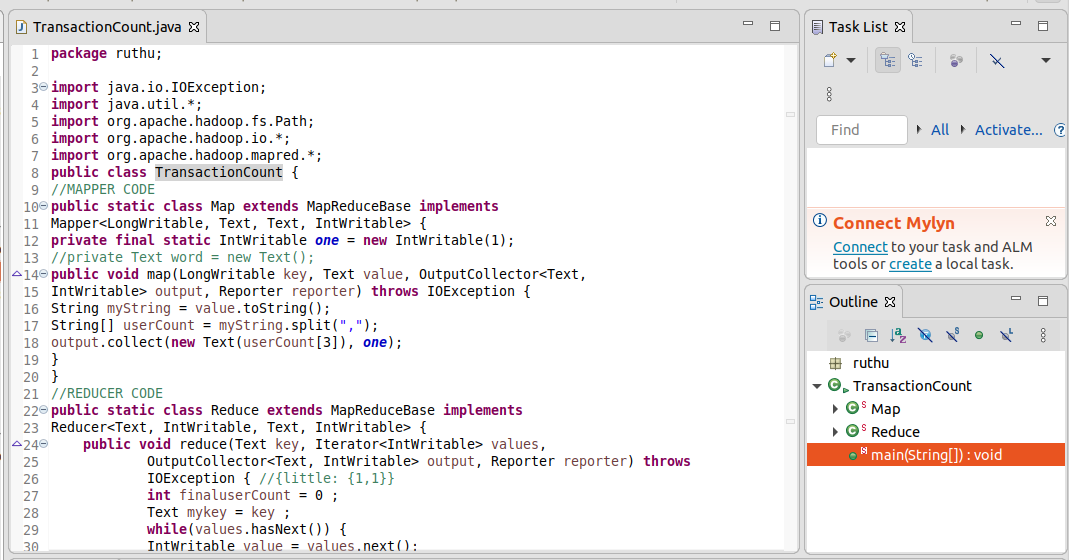 TransactionCount.java
1 package ruthu;
2
3 import java.io.IOException;
4 import java.util.*;
5 import org.apache.hadoop.fs.Path;
6 import org.apache.hadoop.io.*;
7 import org.apache.hadoop.mapred.*;
8 public class TransactionCount {
9 //MAPPER CODE
10 public static class Map extends MapReduceBase implements
11 Mapper<LongWritable, Text, Text, IntWritable> {
12 private final static IntWritable one = new IntWritable(1);
13 //private Text word = new Text();
14 public void map(LongWritable key, Text value, OutputCollector<Text,
15 IntWritable> output, Reporter reporter) throws IOException {
16 String myString = value.toString();
17 String[] userCount = myString.split(",");
18 output.collect(new Text(userCount[3]), one);
19 }
20 }
21 //REDUCER CODE
22 public static class Reduce extends MapReduceBase implements
23 Reducer<Text, IntWritable, Text, IntWritable> {
24 public void reduce(Text key, Iterator<IntWritable> values,
25 OutputCollector<Text, IntWritable> output, Reporter reporter) throws
26 IOException { //{little: {1,1}}
27 int finaluserCount = 0 ;
28 Text mykey = key ;
29 while(values.hasNext()) {
30 IntWritable value = values.next();
Task List
Find
All
Activate...
Connect Mylyn
Connect to your task and ALM
tools or create a local task.
Outline
ruthu
TransactionCount
Map
Reduce
main(String[]) : void